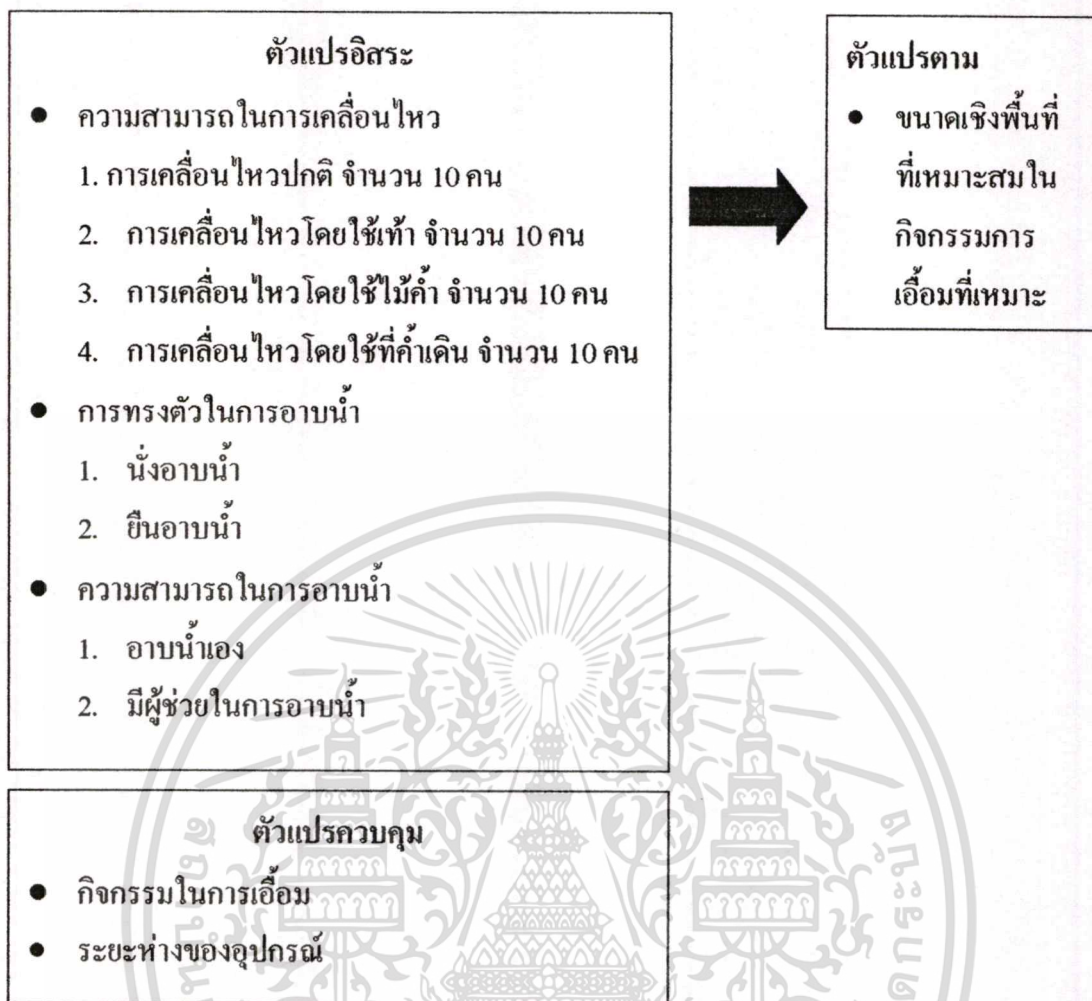 ตัวแปรอิสระ
● ความสามารถในการเคลื่อนไหว
1. การเคลื่อนไหวปกติ จำนวน 10 คน
2. การเคลื่อนไหวโดยใช้เท้า จำนวน 10 คน
3. การเคลื่อนไหวโดยใช้ไม้ค้ำ จำนวน 10 คน
4. การเคลื่อนไหวโดยใช้ที่ค้ำเดิน จำนวน 10 คน
● การทรงตัวในการอาบน้ำ
1. นั่งอาบน้ำ
2. ยืนอาบน้ำ
● ความสามารถในการอาบน้ำ
1. อาบน้ำเอง
2. มีผู้ช่วยในการอาบน้ำ
ตัวแปรตาม
● ขนาดเชิงพื้นที่
ที่เหมาะสมใน
กิจกรรมการ
เอื้อมที่เหมาะ
ตัวแปรควบคุม
● กิจกรรมในการเอื้อม
● ระยะห่างของอุปกรณ์